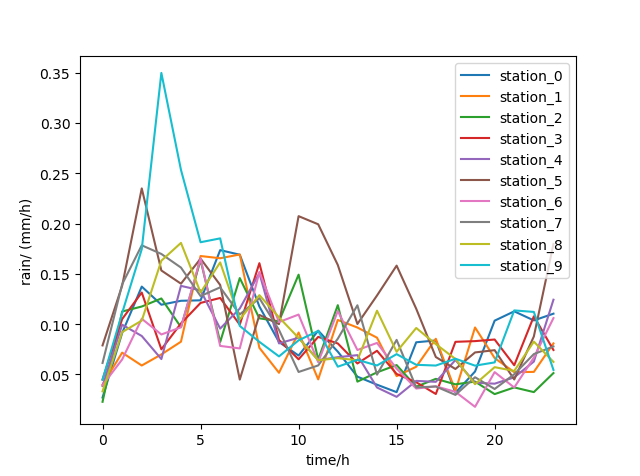 0.35
0.30
0.25
0.20
0.15
0.10
0.05
rain/ (mm/h)
station_0
station_1
station_2
station_3
station_4
station_5
station_6
station_7
station_8
station_9
0
5
10
15
20
time/h